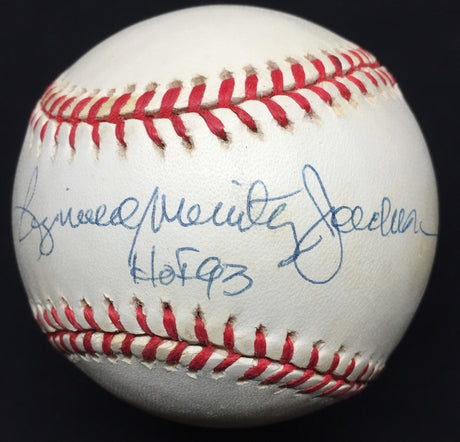 Reginald Martinez Jackson
HOF 93